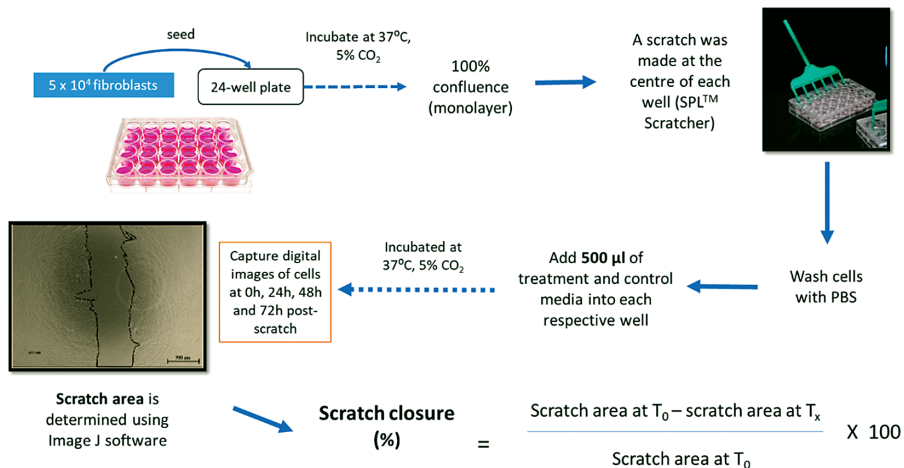 seed
5 x 10⁴ fibroblasts
24-well plate
Incubate at 37⁰C,
5% CO₂
100%
confluence
(monolayer)
A scratch was
made at the
centre of each
well (SPL™
Scratcher)
Wash cells
with PBS
Add 500 µl of
treatment and control
media into each
respective well
Incubated at
37⁰C, 5% CO₂
Capture digital
images of cells
at 0h, 24h, 48h
and 72h post-
scratch
Scratch area is
determined using
Image J software
Scratch closure
(%)
=
Scratch area at T₀ – scratch area at Tₓ
Scratch area at T₀
X 100